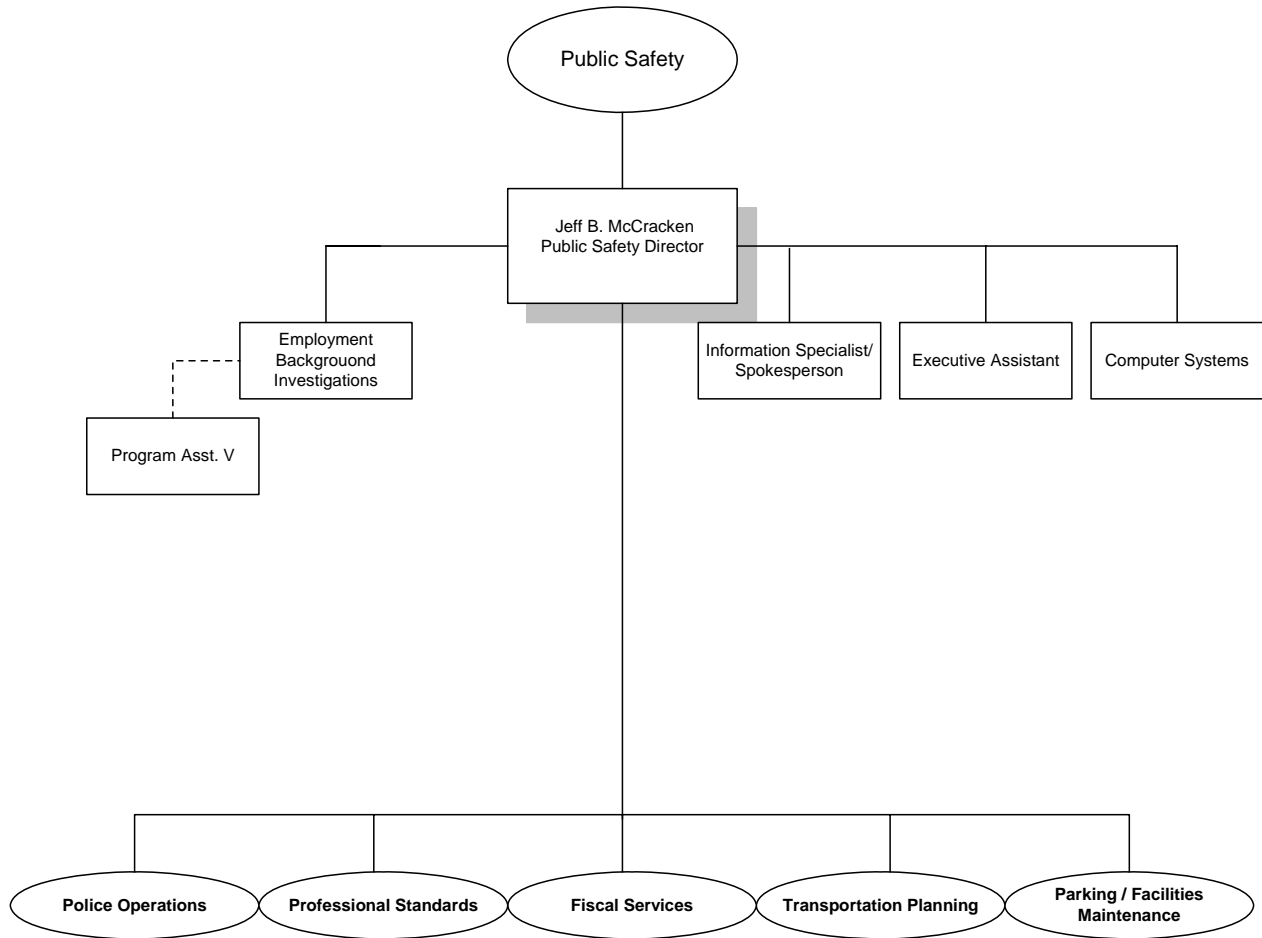 Public Safety
Jeff B. McCracken
Public Safety Director
Employment
Background
Investigations
Information Specialist/
Spokesperson
Executive Assistant
Computer Systems
Program Asst. V
Police Operations
Professional Standards
Fiscal Services
Transportation Planning
Parking / Facilities
Maintenance